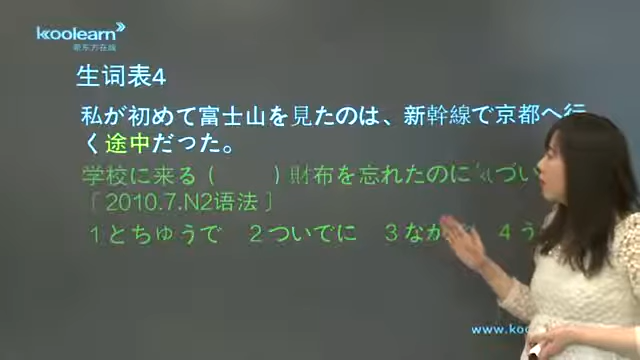 koolearn
新东方在线
生词表4
私が初めて富士山を見たのは、新幹線で京都へ行
く途中だった。
学校に来る（　　　）財布を忘れたのに気づい
［2010.7.N2语法］
1とちゅうで　2ついでに　3なか　4う
www.koo